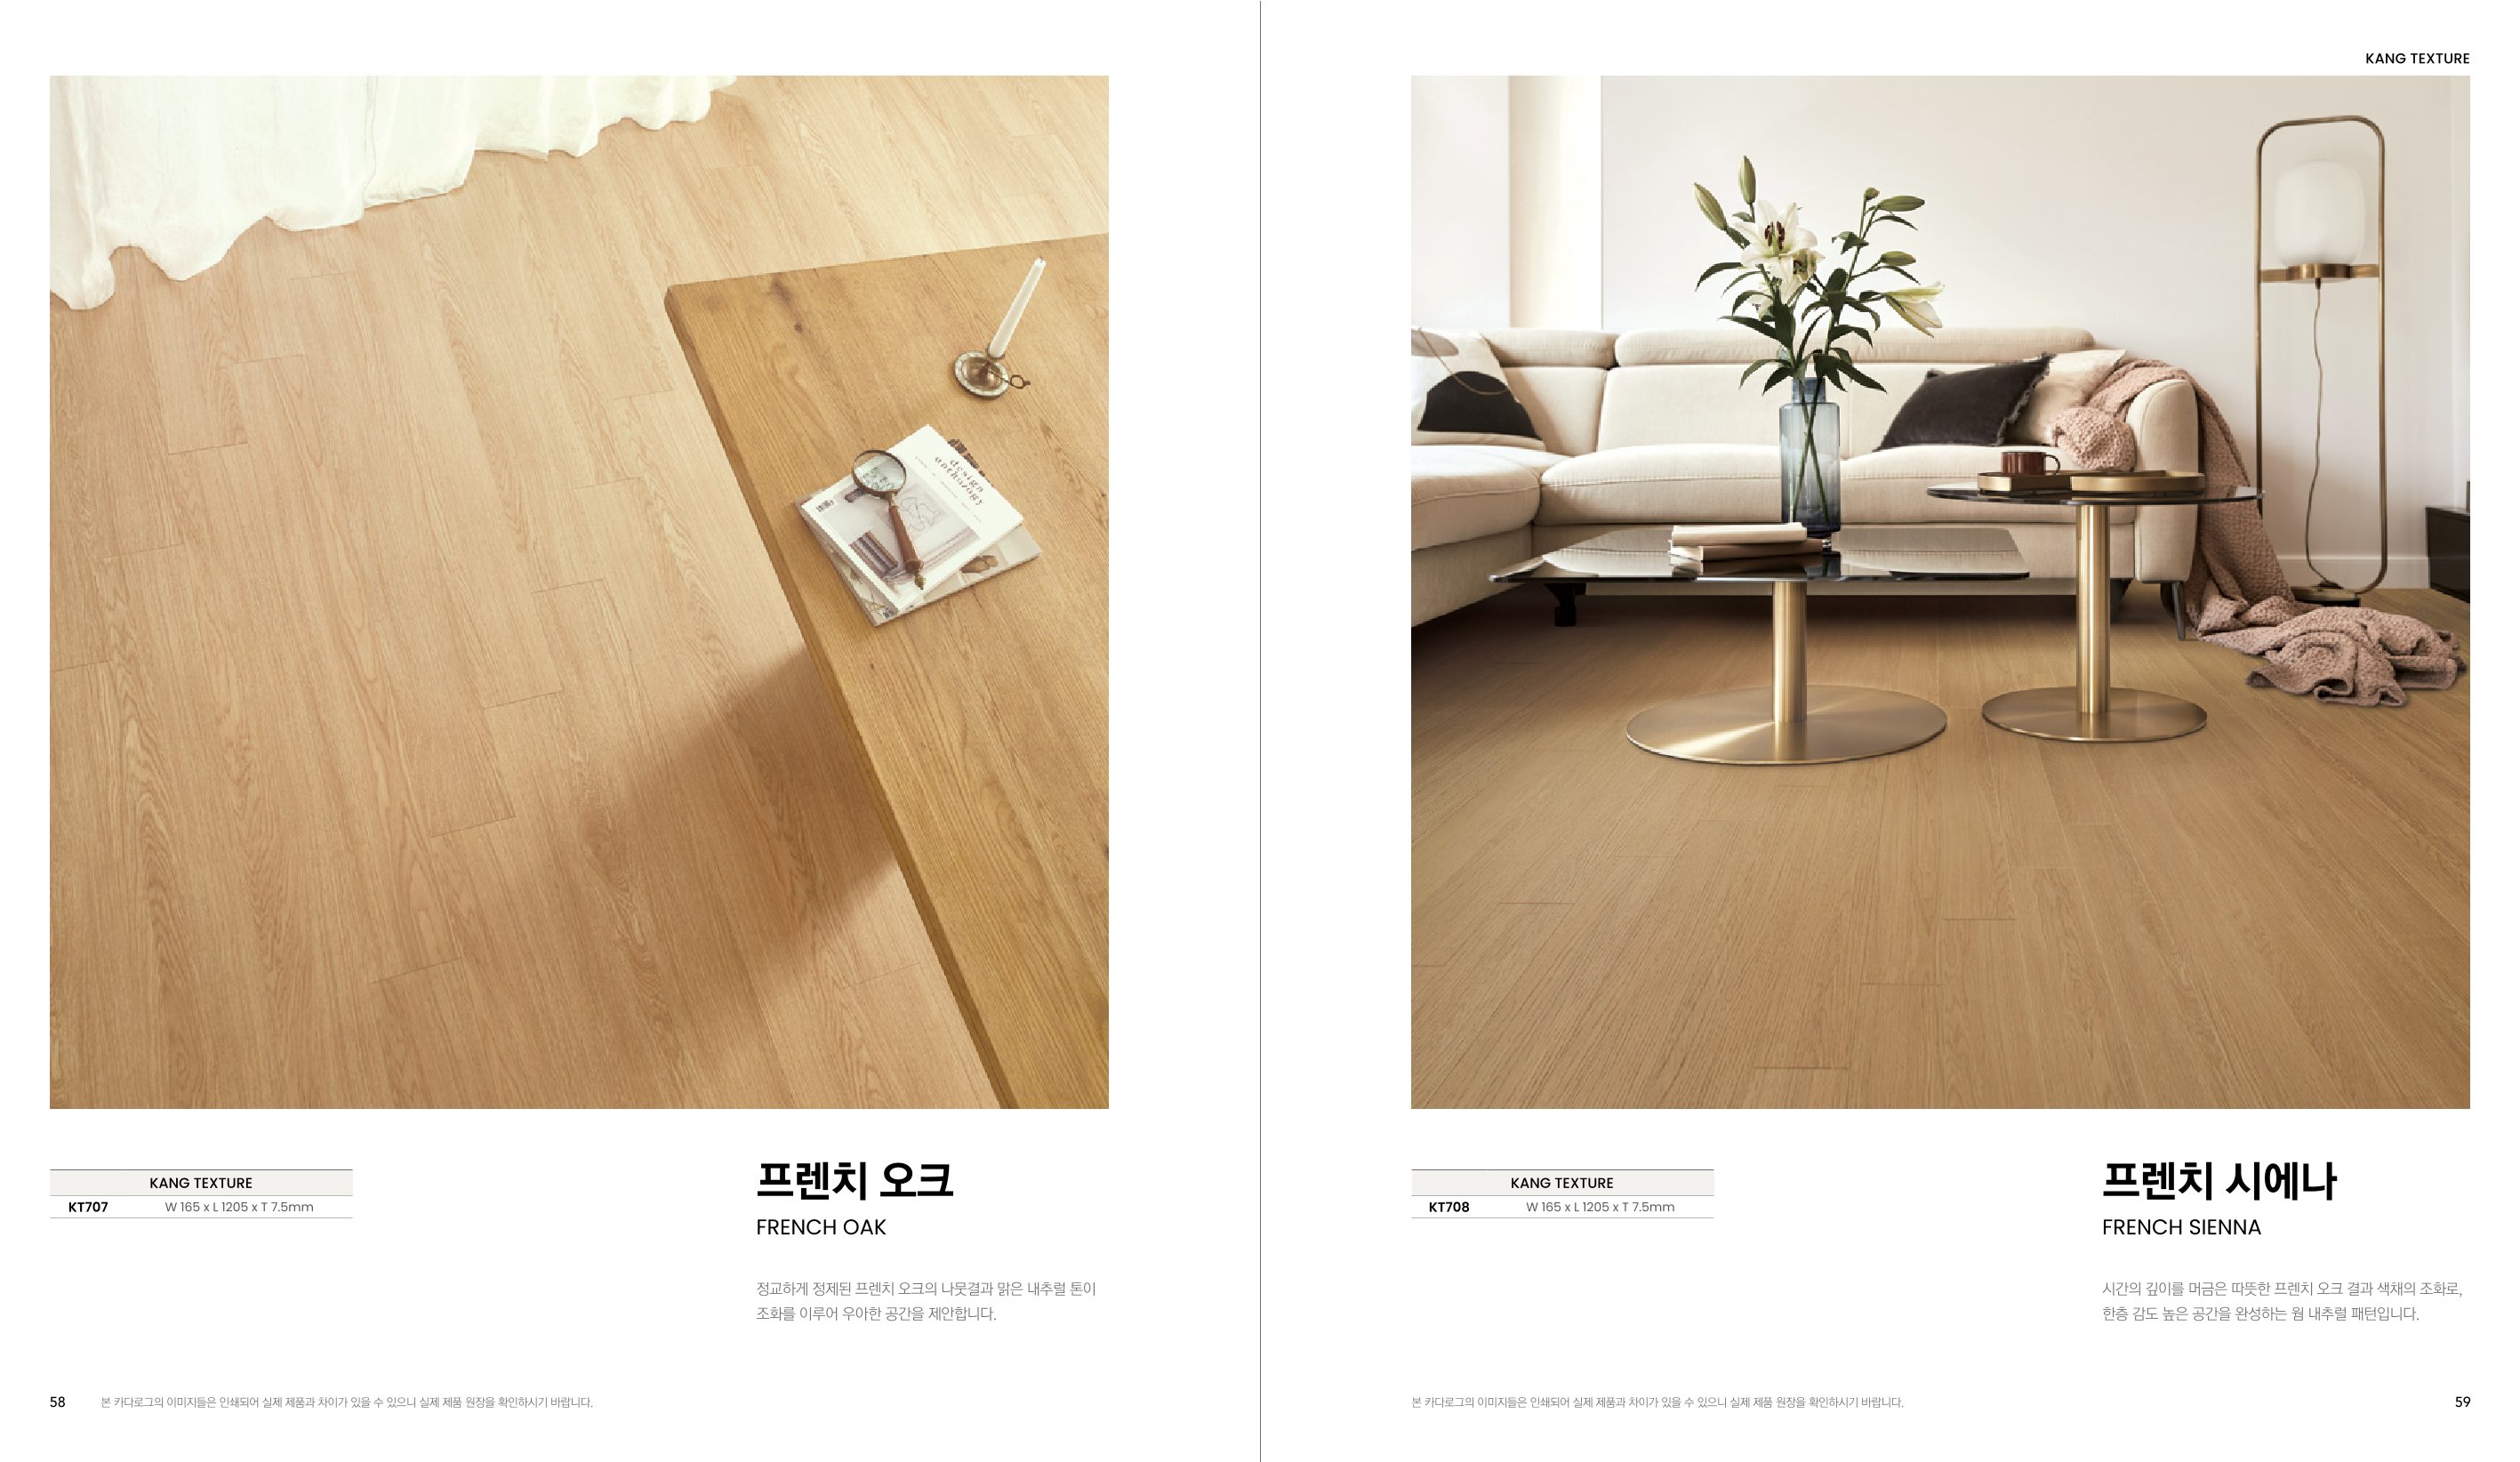 design
anthology
KANG TEXTURE
KT707 W 165 x L 1205 x T 7.5mm
프렌치 오크
FRENCH OAK
정교하게 정제된 프렌치 오크의 나뭇결과 맑은 내추럴 톤이
조화를 이루어 우아한 공간을 제안합니다.
58 본 카다로그의 이미지들은 인쇄되어 실제 제품과 차이가 있을 수 있으니 실제 제품 원장을 확인하시기 바랍니다.
KANG TEXTURE
KANG TEXTURE
KT708 W 165 x L 1205 x T 7.5mm
프렌치 시에나
FRENCH SIENNA
시간의 깊이를 머금은 따뜻한 프렌치 오크 결과 색채의 조화로,
한층 감도 높은 공간을 완성하는 웜 내추럴 패턴입니다.
본 카다로그의 이미지들은 인쇄되어 실제 제품과 차이가 있을 수 있으니 실제 제품 원장을 확인하시기 바랍니다. 59